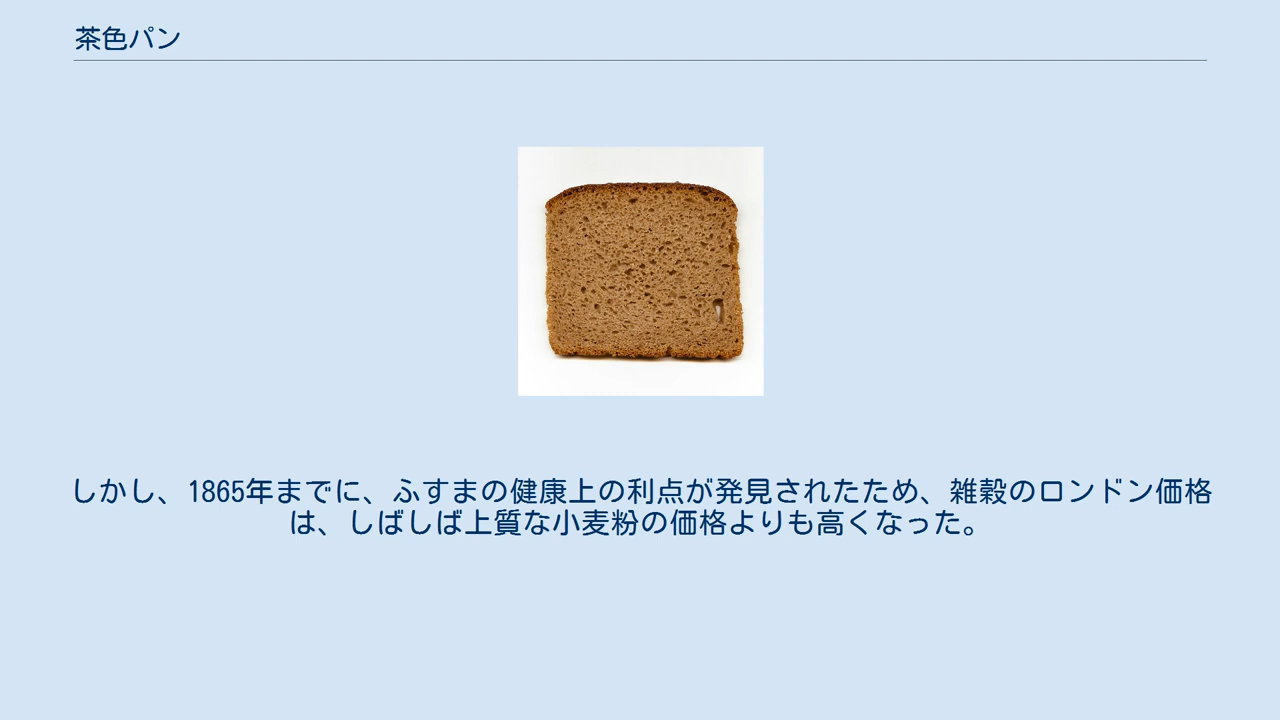 茶色パン
しかし、1865年までに、ふすまの健康上の利点が発見されたため、雑穀のロンドン価格
は、しばしば上質な小麦粉の価格よりも高くなった。